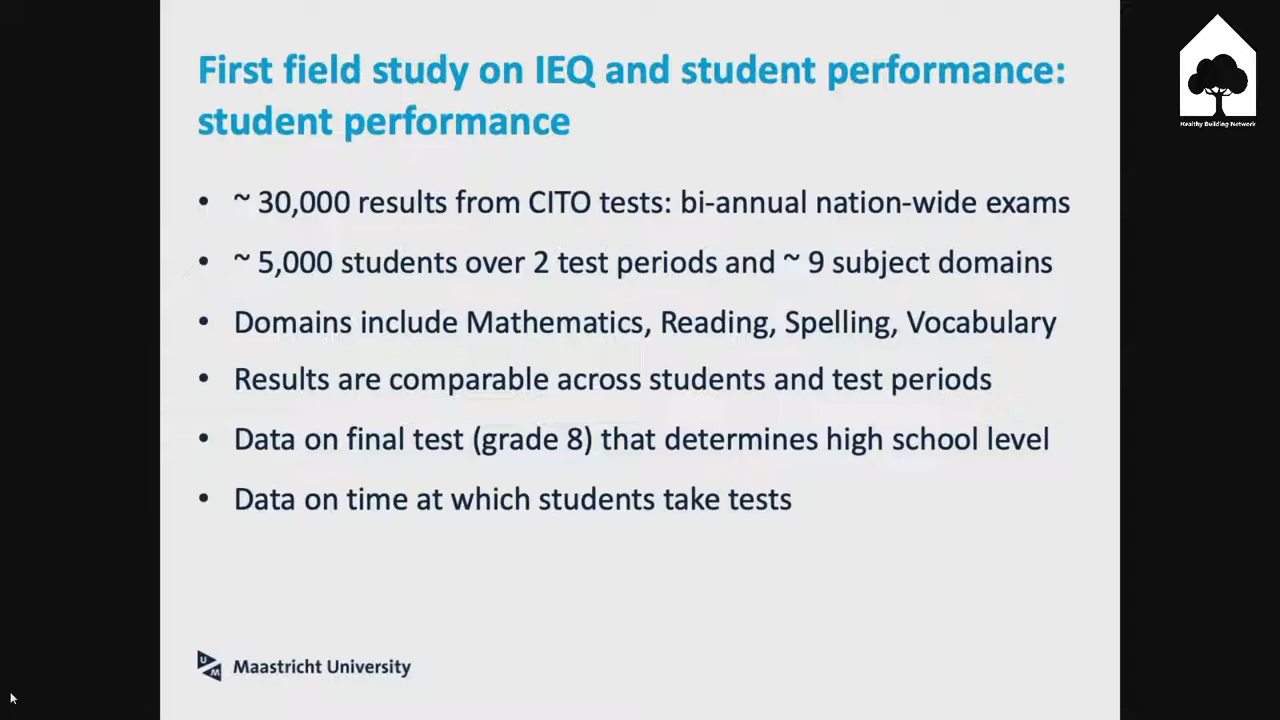 First field study on IEQ and student performance:
student performance
• ~ 30,000 results from CITO tests: bi-annual nation-wide exams
• ~ 5,000 students over 2 test periods and ~ 9 subject domains
• Domains include Mathematics, Reading, Spelling, Vocabulary
• Results are comparable across students and test periods
• Data on final test (grade 8) that determines high school level
• Data on time at which students take tests
UM Maastricht University
Healthy Building Network